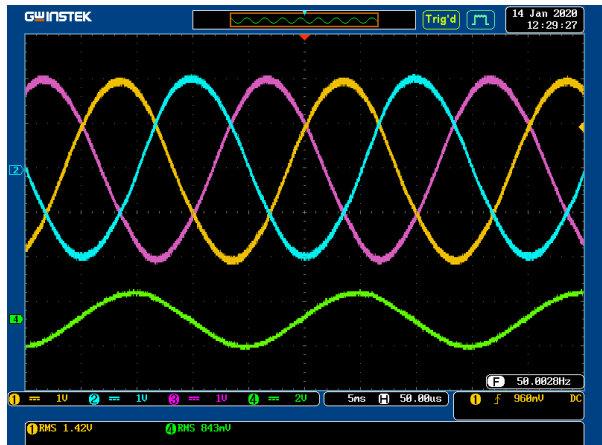 GWINSTEK
Trig'd
14 Jan 2020
12:29:27
2
4
F 50.0028Hz
1 1V 2 1V 3 1V 4 2V 5ms H 50.00us 1 f 960mV DC
1 RMS 1.42V 4 RMS 843mV